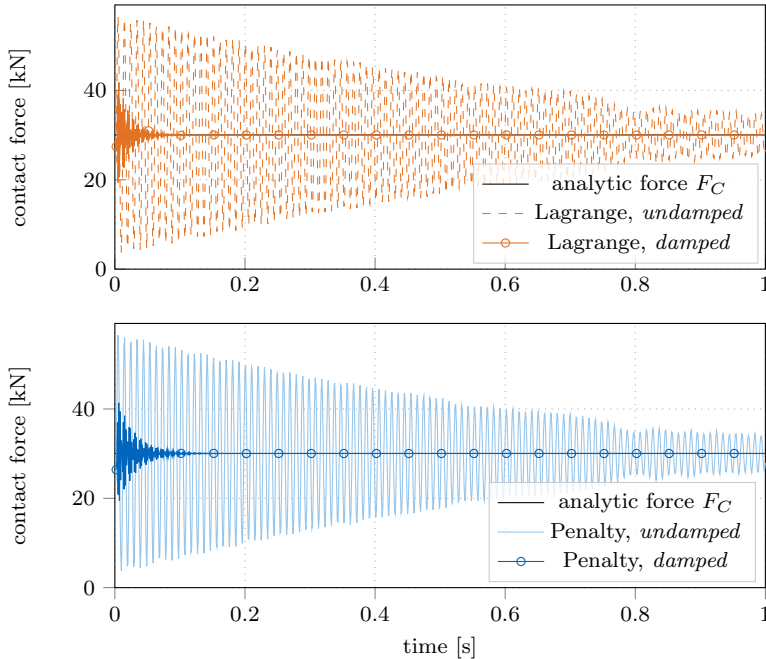 contact force [kN]
40
20
0
analytic force F_C
Lagrange, undamped
Lagrange, damped
0 0.2 0.4 0.6 0.8 1
contact force [kN]
40
20
0
analytic force F_C
Penalty, undamped
Penalty, damped
0 0.2 0.4 0.6 0.8 1
time [s]